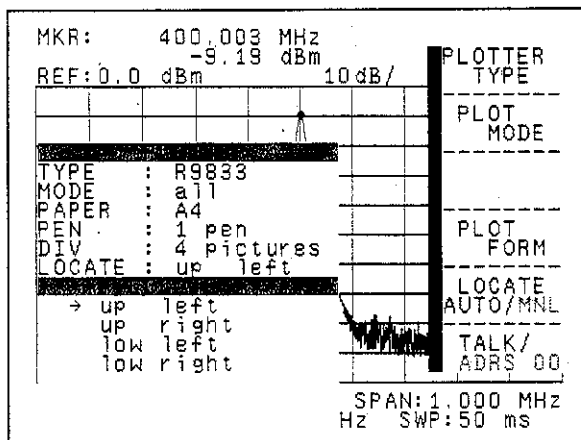 MKR: 400.003 MHz
-9.19 dBm
REF: 0.0 dBm 10dB/
TYPE : R9833
MODE : all
PAPER : A4
PEN : 1 pen
DIV : 4 pictures
LOCATE : up left
→ up left
up right
low left
low right
PLOTTER
TYPE
PLOT
MODE
PLOT
FORM
LOCATE
AUTO/MNL
TALK/
ADRS 00
SPAN: 1.000 MHz
Hz SWP: 50 ms